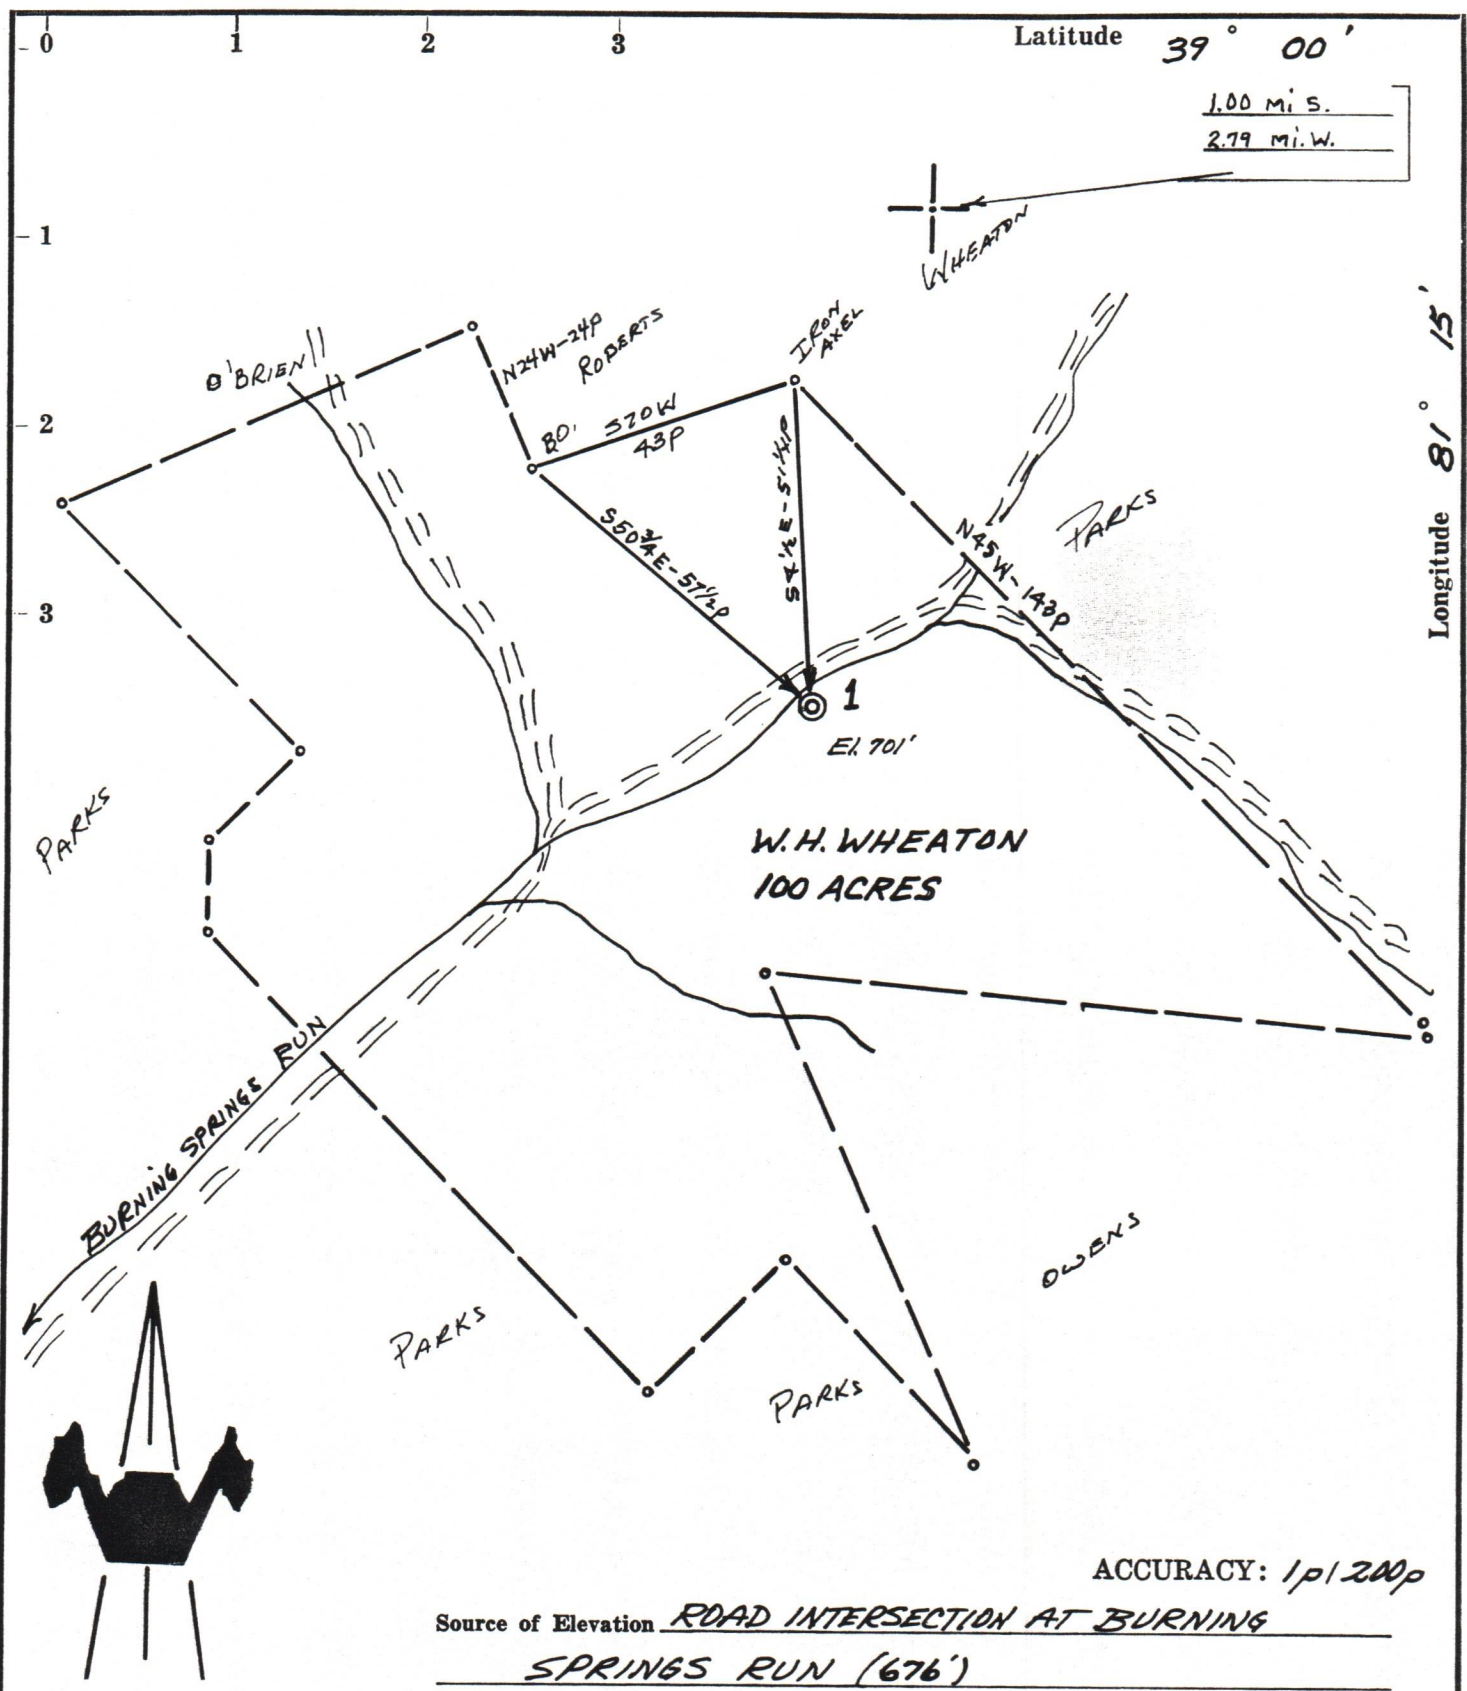 0 1 2 3 Latitude 39° 00'
1.00 mi S.
2.79 mi. W.
1
WHEATON
Longitude 81° 15'
IRON
AXEL
N24W-24P
ROBERTS
O'BRIEN
2
BO.
S70W
43P
S50¾E-57½P
S2½E-51¼P
PARKS
N45W-143P
3
1
El. 701'
PARKS
W.H. WHEATON
100 ACRES
BURNING SPRINGS RUN
OWENS
PARKS
PARKS
ACCURACY: 1p/200p
Source of Elevation ROAD INTERSECTION AT BURNING
SPRINGS RUN (676')